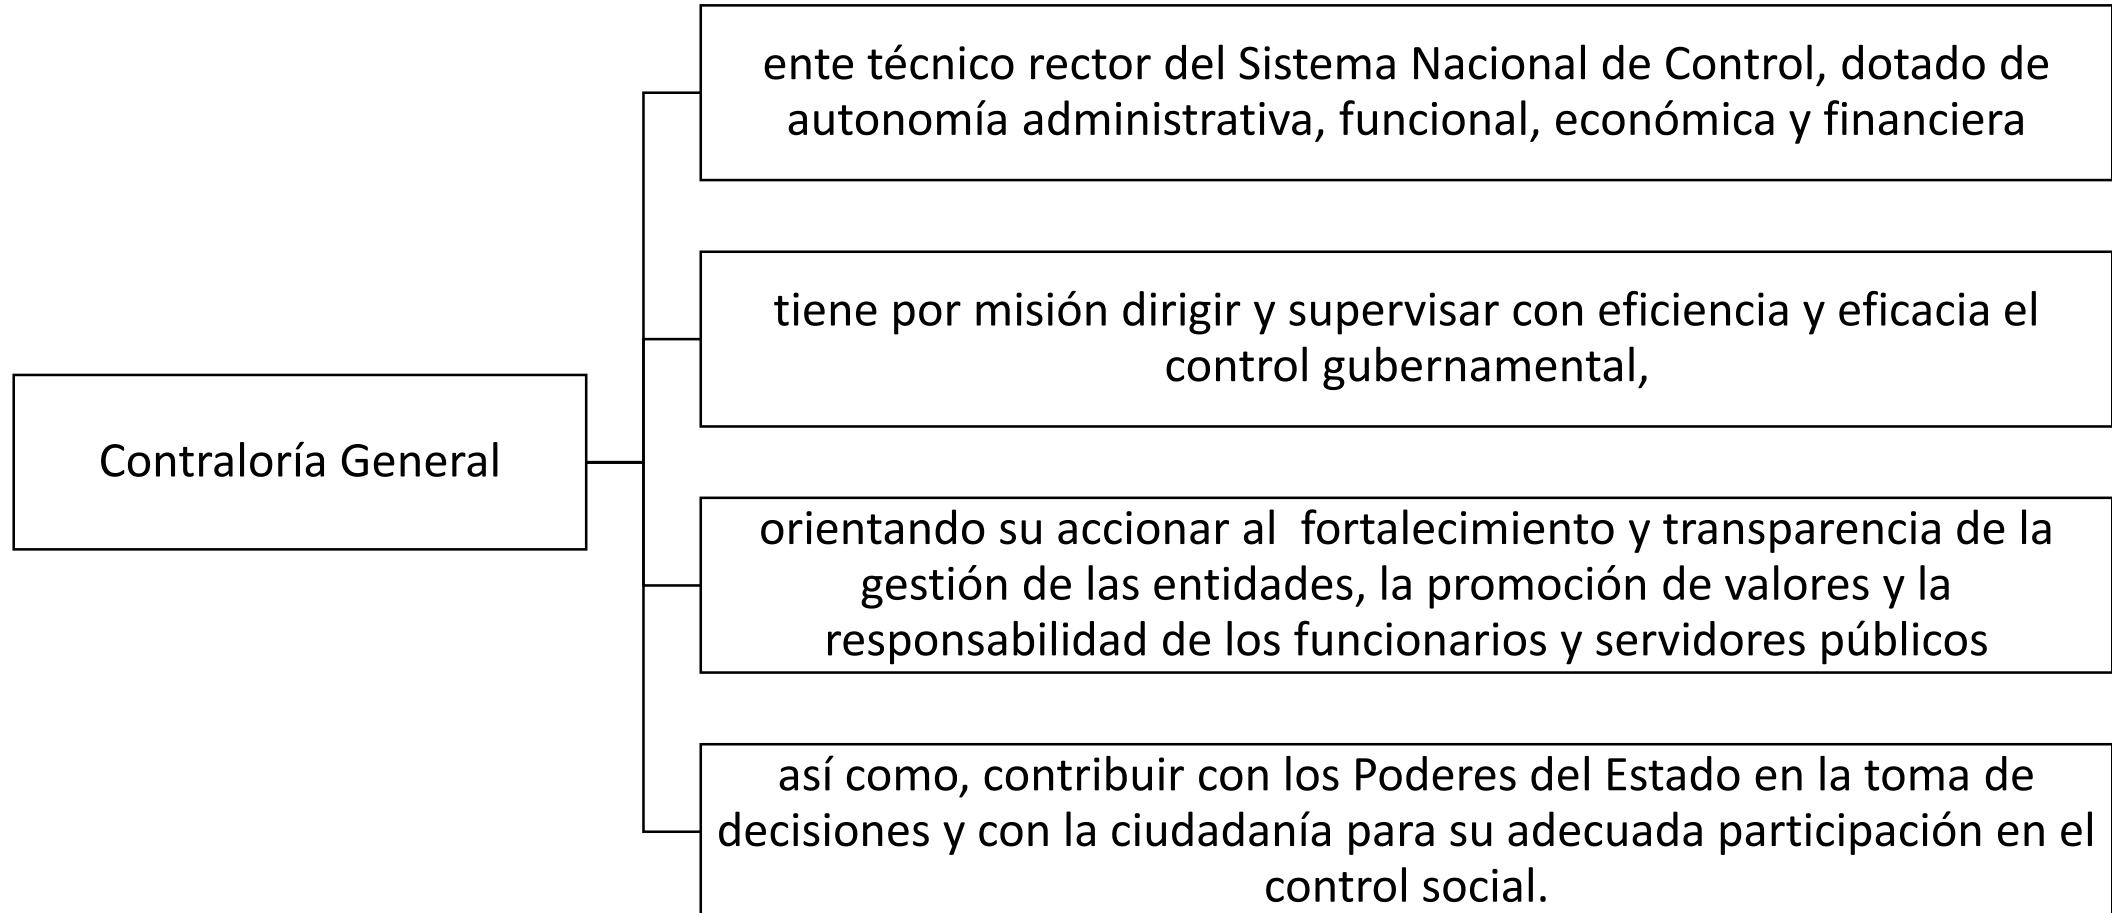 Contraloría General
ente técnico rector del Sistema Nacional de Control, dotado de
autonomía administrativa, funcional, económica y financiera
tiene por misión dirigir y supervisar con eficiencia y eficacia el
control gubernamental,
orientando su accionar al  fortalecimiento y transparencia de la
gestión de las entidades, la promoción de valores y la
responsabilidad de los funcionarios y servidores públicos
así como, contribuir con los Poderes del Estado en la toma de
decisiones y con la ciudadanía para su adecuada participación en el
control social.